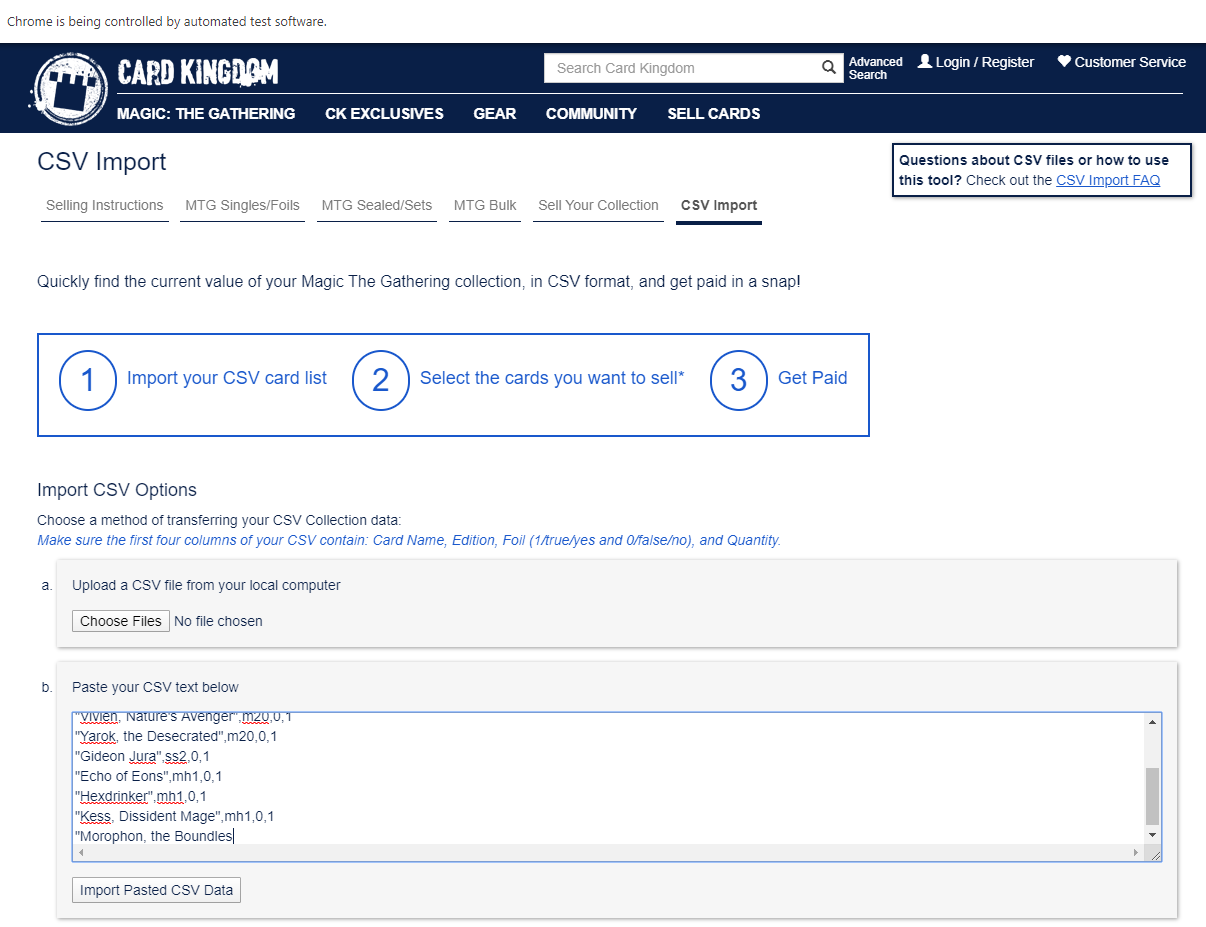 Chrome is being controlled by automated test software.
CARD KINGDOM
Search Card Kingdom
Advanced Search
Login / Register
Customer Service
MAGIC: THE GATHERING
CK EXCLUSIVES
GEAR
COMMUNITY
SELL CARDS
CSV Import
Questions about CSV files or how to use
this tool? Check out the CSV Import FAQ
Selling Instructions
MTG Singles/Foils
MTG Sealed/Sets
MTG Bulk
Sell Your Collection
CSV Import
Quickly find the current value of your Magic The Gathering collection, in CSV format, and get paid in a snap!
1 Import your CSV card list
2 Select the cards you want to sell*
3 Get Paid
Import CSV Options
Choose a method of transferring your CSV Collection data:
Make sure the first four columns of your CSV contain: Card Name, Edition, Foil (1/true/yes and 0/false/no), and Quantity.
a. Upload a CSV file from your local computer
Choose Files No file chosen
b. Paste your CSV text below
"Vivien, Nature's Avenger",m20,0,1
"Yarok, the Desecrated",m20,0,1
"Gideon Jura",ss2,0,1
"Echo of Eons",mh1,0,1
"Hexdrinker",mh1,0,1
"Kess, Dissident Mage",mh1,0,1
"Morophon, the Boundles
Import Pasted CSV Data